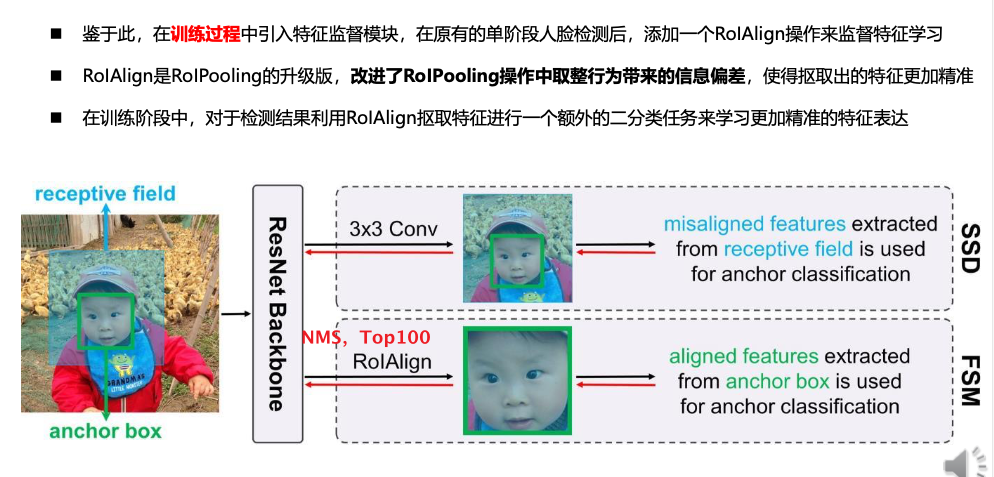 ■ 鉴于此，在训练过程中引入特征监督模块，在原有的单阶段人脸检测后，添加一个RoIAlign操作来监督特征学习
■ RoIAlign是RoIPooling的升级版，改进了RoIPooling操作中取整行为带来的信息偏差，使得抠取出的特征更加精准
■ 在训练阶段中，对于检测结果利用RoIAlign抠取特征进行一个额外的二分类任务来学习更加精准的特征表达
receptive field
GRANDMAS
LITTLE MONSTER
anchor box
ResNet Backbone
3x3 Conv
misaligned features extracted
from receptive field is used
for anchor classification
SSD
NMS，Top100
RoIAlign
aligned features extracted
from anchor box is used
for anchor classification
FSM